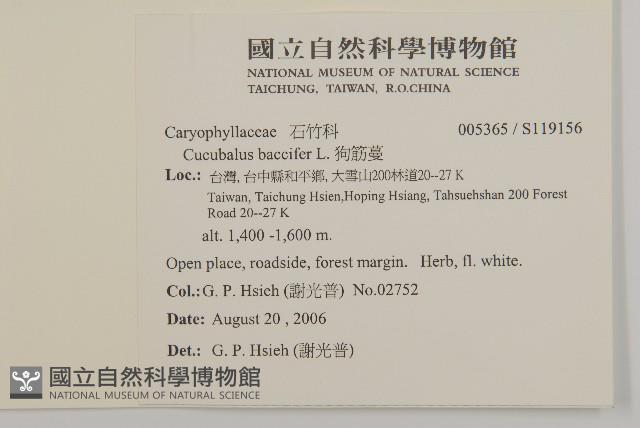 國立自然科學博物館
NATIONAL MUSEUM OF NATURAL SCIENCE
TAICHUNG, TAIWAN, R.O.CHINA
Caryophyllaceae 石竹科 005365 / S119156
Cucubalus baccifer L. 狗筋蔓
Loc.: 台灣, 台中縣和平鄉, 大雪山200林道20--27 K
Taiwan, Taichung Hsien,Hoping Hsiang, Tahsuehshan 200 Forest
Road 20--27 K
alt. 1,400 -1,600 m.
Open place, roadside, forest margin. Herb, fl. white.
Col.: G. P. Hsieh (謝光普) No.02752
Date: August 20 , 2006
Det.: G. P. Hsieh (謝光普)
國立自然科學博物館
NATIONAL MUSEUM OF NATURAL SCIENCE